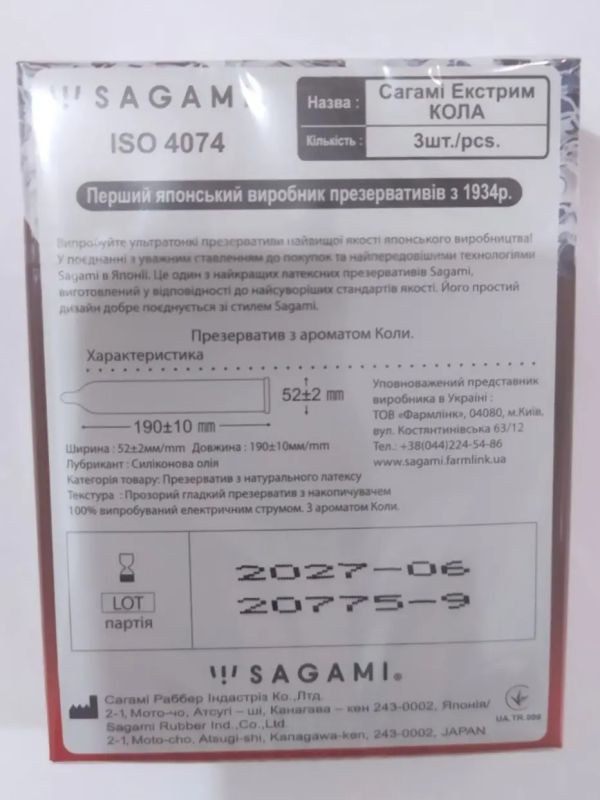 SAGAMI
ISO 4074
Назва :
Сагамі Екстрим
КОЛА
Кількість :
3шт./pcs.
Перший японський виробник презервативів з 1934р.
Випробуйте ультратонкі презервативи найвищої якості японського виробництва!
У поєднанні з уважним ставленням до покупок та найпередовішими технологіями
Sagami в Японії. Це один з найкращих латексних презервативів Sagami,
виготовлений у відповідності до найсуворіших стандартів якості. Його простий
дизайн добре поєднується зі стилем Sagami.
Презерватив з ароматом Коли.
Характеристика
52±2 mm
190±10 mm
Ширина : 52±2мм/mm Довжина : 190±10мм/mm
Лубрикант : Силіконова олія
Категорія товару: Презерватив з натурального латексу
Текстура : Прозорий гладкий презерватив з накопичувачем
100% випробуваний електричним струмом. З ароматом Коли.
Уповноважений представник
виробника в Україні :
ТОВ «Фармлінк», 04080, м.Київ,
вул. Костянтинівська 63/12
Тел.: +38(044)224-54-86
www.sagami.farmlink.ua
2027-06
LOT
партія
20775-9
SAGAMI®
Сагамі Раббер Індастріз Ко.,Лтд.
2-1, Мото-чо, Атсугі - ши, Канагава - кен 243-0002, Японія/
Sagami Rubber Ind.,Co.,Ltd.
2-1, Moto-cho, Atsugi-shi, Kanagawa-ken, 243-0002, JAPAN
UA.TR.099